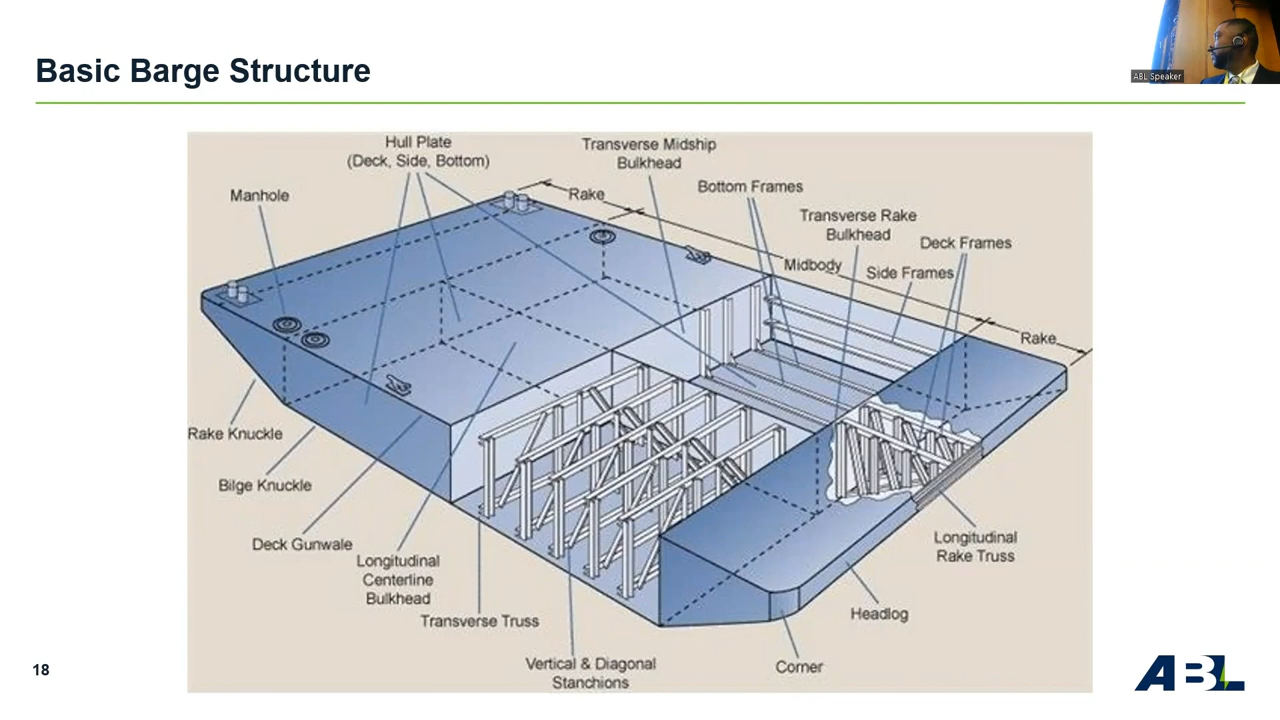 Basic Barge Structure
ABL Speaker
Hull Plate
(Deck, Side, Bottom)
Transverse Midship
Bulkhead
Manhole
Rake
Bottom Frames
Transverse Rake
Bulkhead
Deck Frames
Midbody
Side Frames
Rake
Rake Knuckle
Bilge Knuckle
Deck Gunwale
Longitudinal
Centerline
Bulkhead
Transverse Truss
Vertical & Diagonal
Stanchions
Longitudinal
Rake Truss
Headlog
Corner
18
ABL